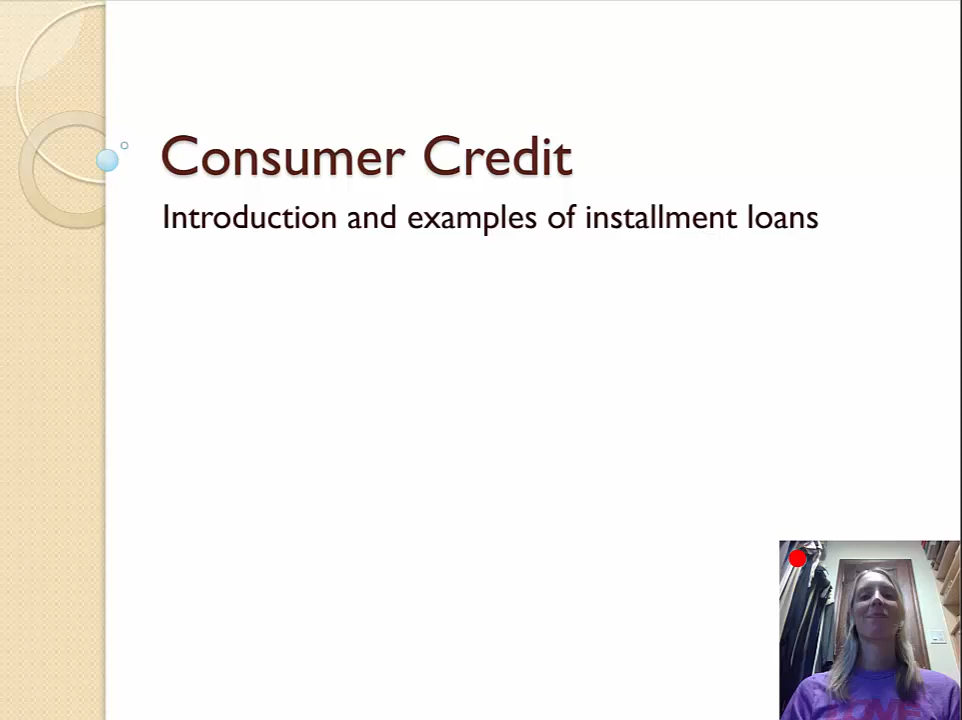 Consumer Credit
Introduction and examples of installment loans